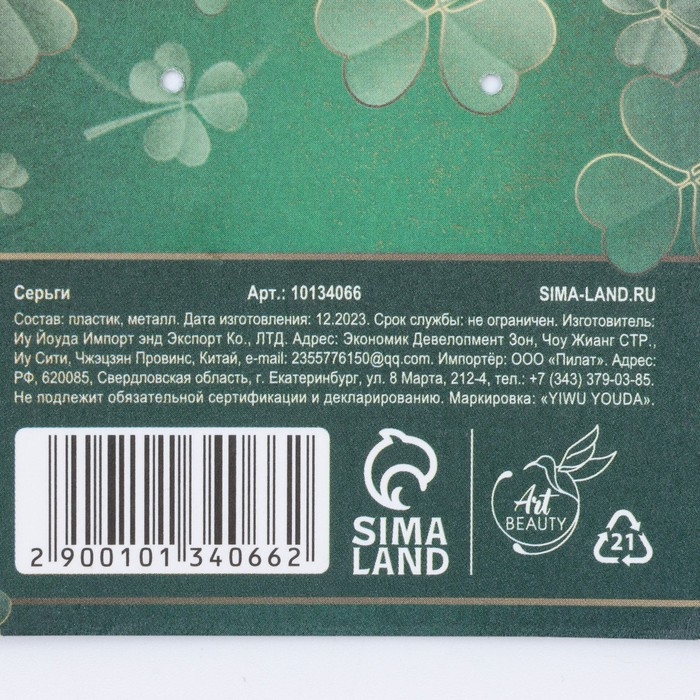 Серьги Арт.: 10134066 SIMA-LAND.RU
Состав: пластик, металл. Дата изготовления: 12.2023. Срок службы: не ограничен. Изготовитель:
Иу Йоуда Импорт энд Экспорт Ко., ЛТД. Адрес: Экономик Девелопмент Зон, Чоу Жианг СТР.,
Иу Сити, Чжэцзян Провинс, Китай, e-mail: 2355776150@qq.com. Импортёр: ООО «Пилат». Адрес:
РФ, 620085, Свердловская область, г. Екатеринбург, ул. 8 Марта, 212-4, тел.: +7 (343) 379-03-85.
Не подлежит обязательной сертификации и декларированию. Маркировка: «YIWU YOUDA».
2 900101 340662
SIMA
LAND
Art
BEAUTY
21